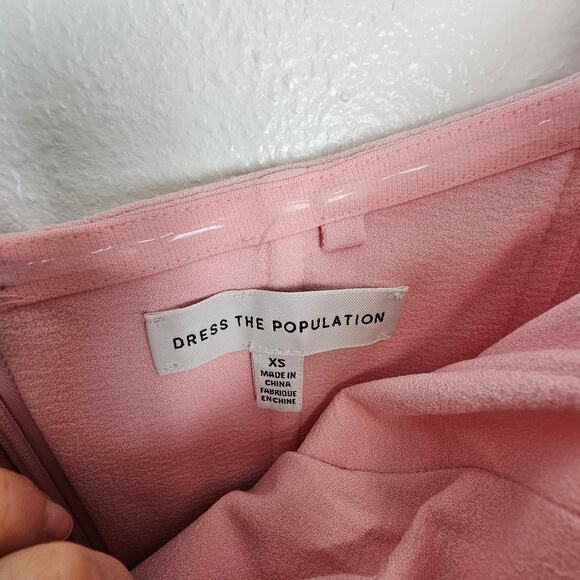 DRESS THE POPULATION
XS
MADE IN
CHINA
FABRIQUE
EN CHINE